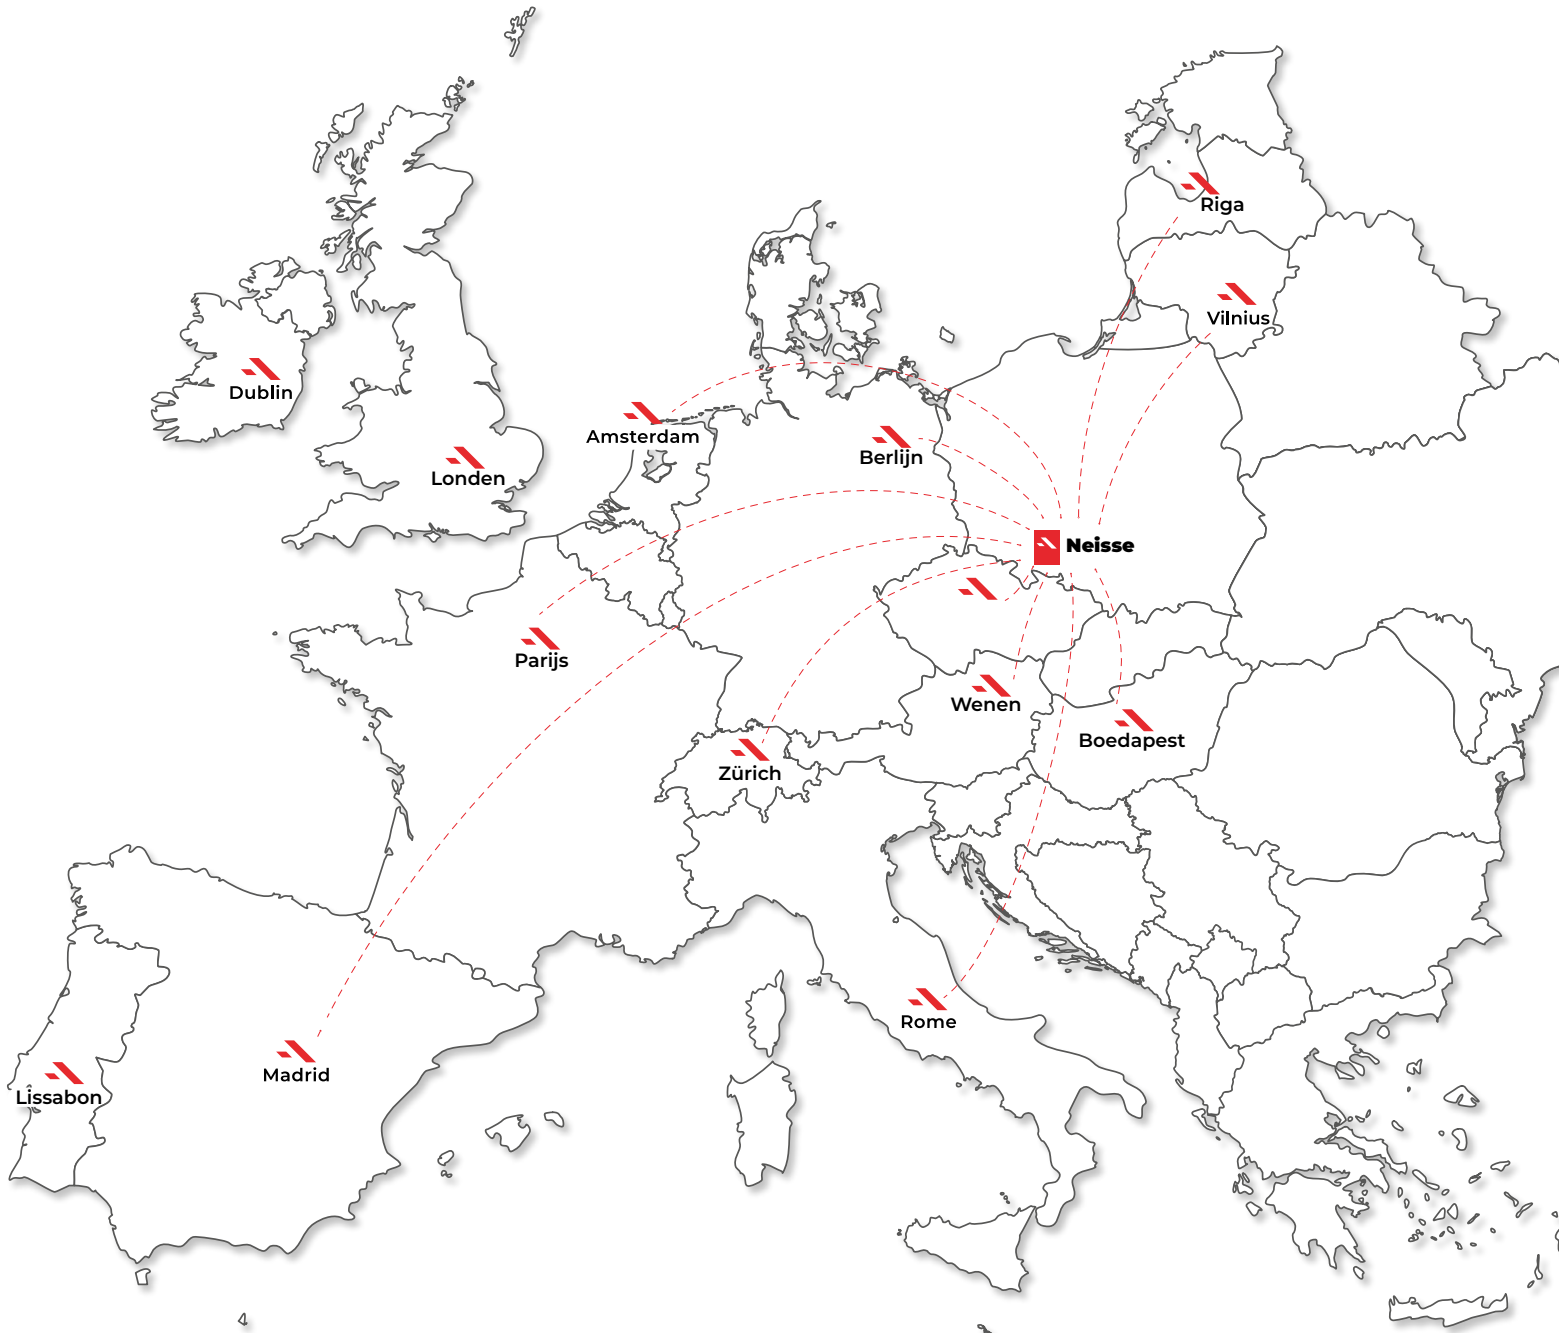 Riga
Vilnius
Dublin
Amsterdam
Berlijn
Londen
Neisse
Parijs
Wenen
Boedapest
Zürich
Rome
Madrid
Lissabon